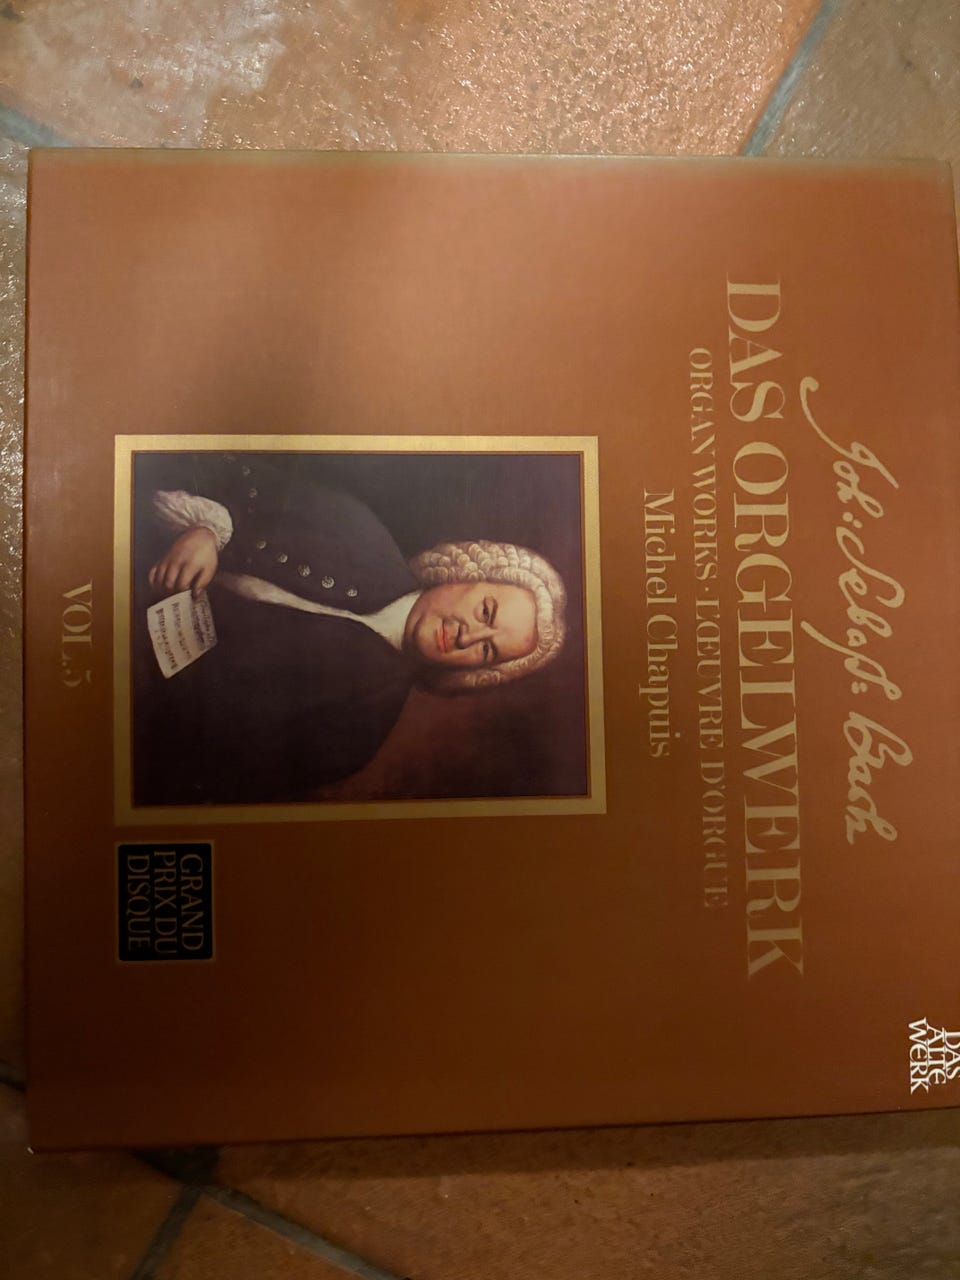 DAS
ALTE
WERK
Joh: Sebast: Bach
DAS ORGELWERK
ORGAN WORKS · L'ŒUVRE D'ORGUE
Michel Chapuis
GRAND
PRIX DU
DISQUE
VOL. 5